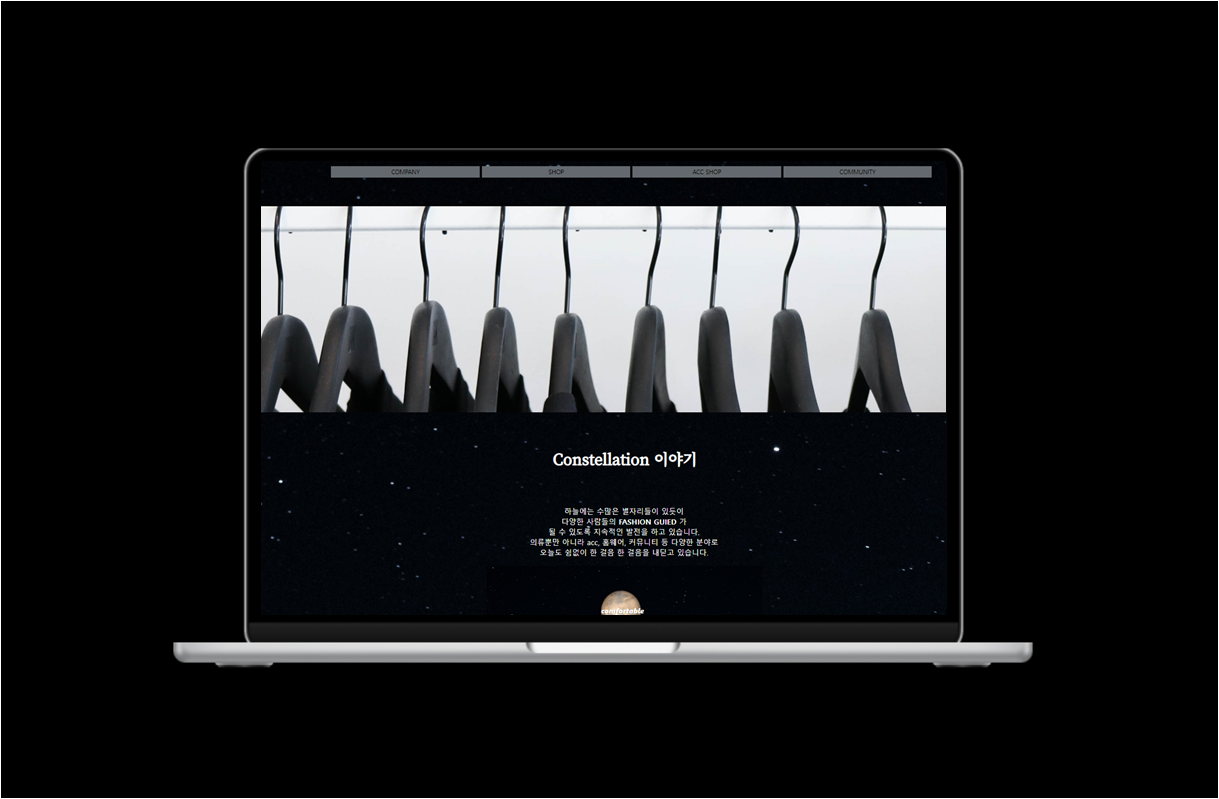 COMPANY
SHOP
ACC SHOP
COMMUNITY
Constellation 이야기
하늘에는 수많은 별자리들이 있듯이
다양한 사람들의 FASHION GUIED 가
될 수 있도록 지속적인 발전을 하고 있습니다.
의류뿐만 아니라 acc, 홈웨어, 커뮤니티 등 다양한 분야로
오늘도 쉼없이 한 걸음 한 걸음을 내딛고 있습니다.
comfortable